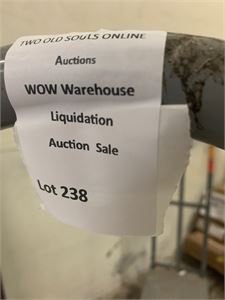 TWO OLD SOULS ONLINE
Auctions
WOW Warehouse
Liquidation
Auction Sale
Lot 238